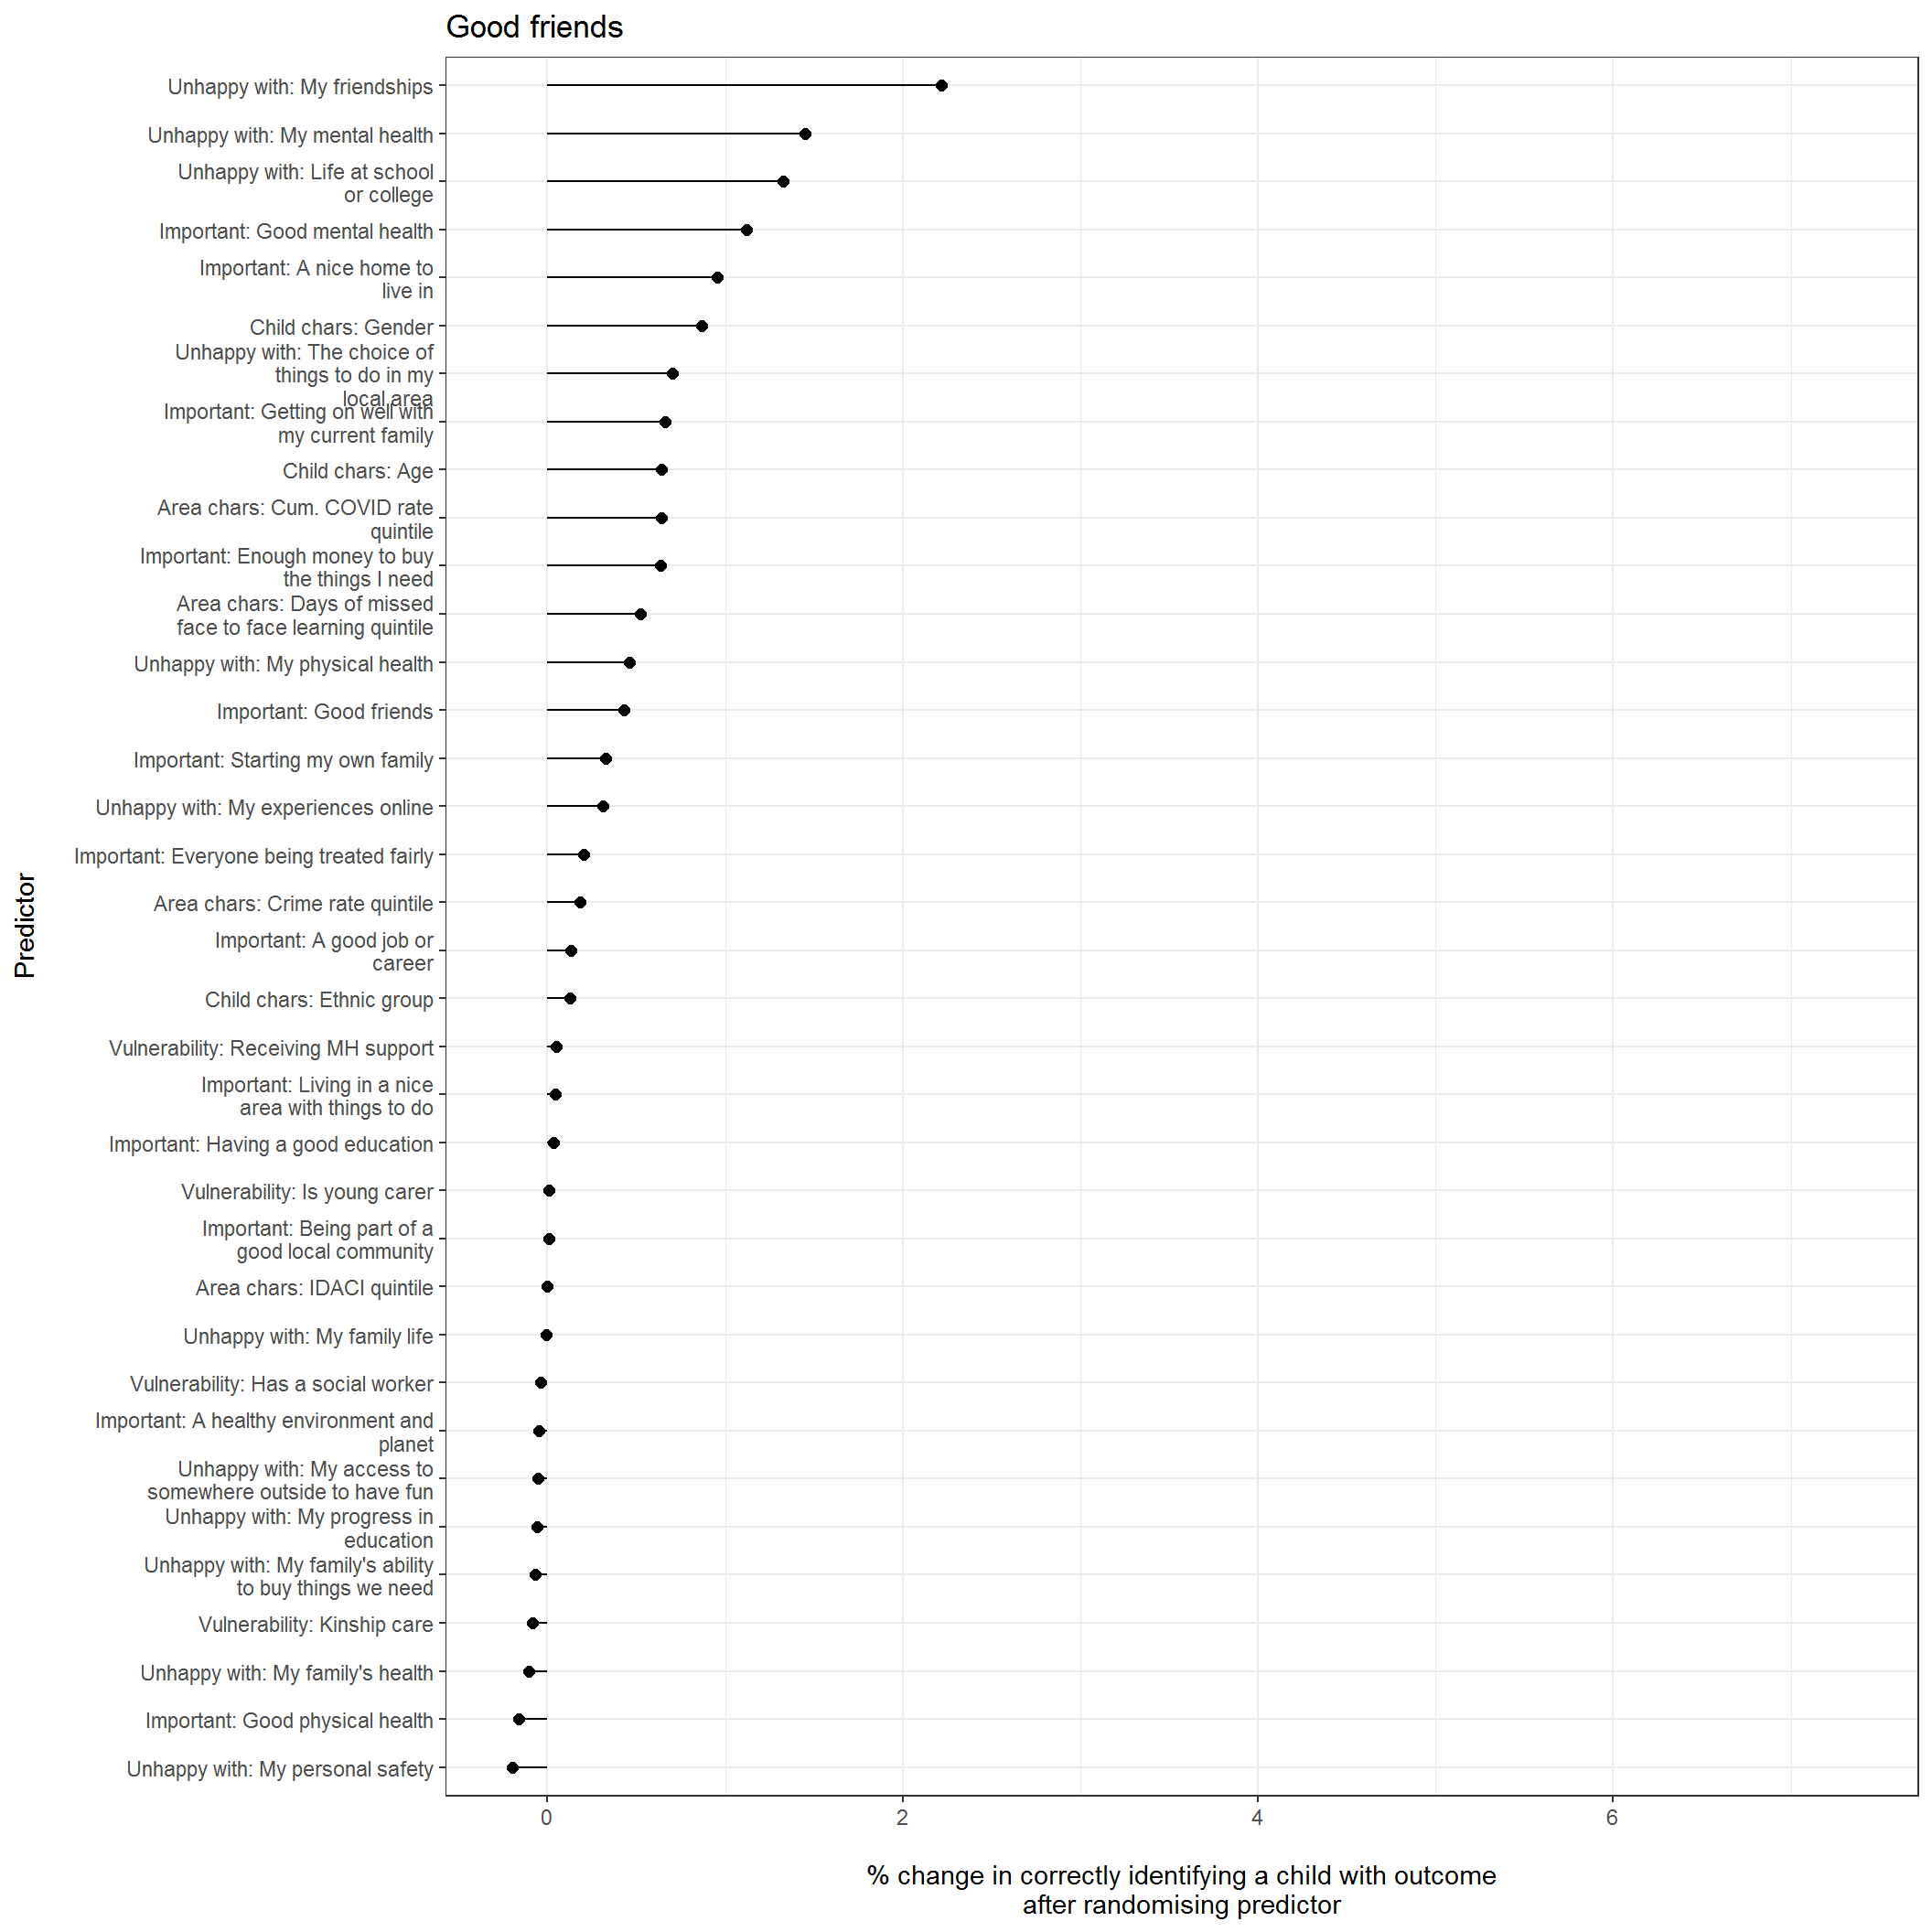 Good friends
Unhappy with: My friendships
Unhappy with: My mental health
Unhappy with: Life at school
or college
Important: Good mental health
Important: A nice home to
live in
Child chars: Gender
Unhappy with: The choice of
things to do in my
local area
Important: Getting on well with
my current family
Child chars: Age
Area chars: Cum. COVID rate
quintile
Important: Enough money to buy
the things I need
Area chars: Days of missed
face to face learning quintile
Unhappy with: My physical health
Important: Good friends
Important: Starting my own family
Unhappy with: My experiences online
Important: Everyone being treated fairly
Area chars: Crime rate quintile
Important: A good job or
career
Child chars: Ethnic group
Vulnerability: Receiving MH support
Important: Living in a nice
area with things to do
Important: Having a good education
Vulnerability: Is young carer
Important: Being part of a
good local community
Area chars: IDACI quintile
Unhappy with: My family life
Vulnerability: Has a social worker
Important: A healthy environment and
planet
Unhappy with: My access to
somewhere outside to have fun
Unhappy with: My progress in
education
Unhappy with: My family's ability
to buy things we need
Vulnerability: Kinship care
Unhappy with: My family's health
Important: Good physical health
Unhappy with: My personal safety
Predictor
0 2 4 6
% change in correctly identifying a child with outcome
after randomising predictor